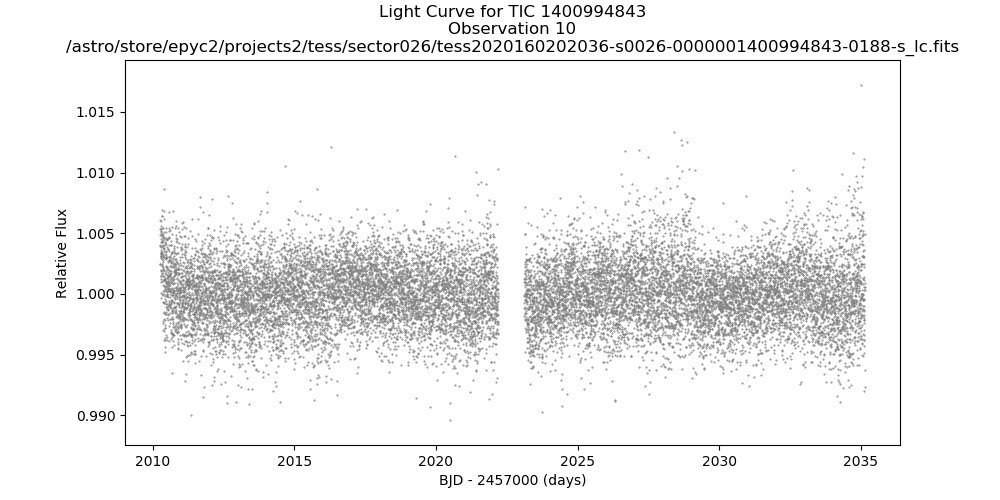 Light Curve for TIC 1400994843
Observation 10
/astro/store/epyc2/projects2/tess/sector026/tess2020160202036-s0026-0000001400994843-0188-s_lc.fits
1.015
1.010
1.005
1.000
0.995
0.990
Relative Flux
2010 2015 2020 2025 2030 2035
BJD - 2457000 (days)